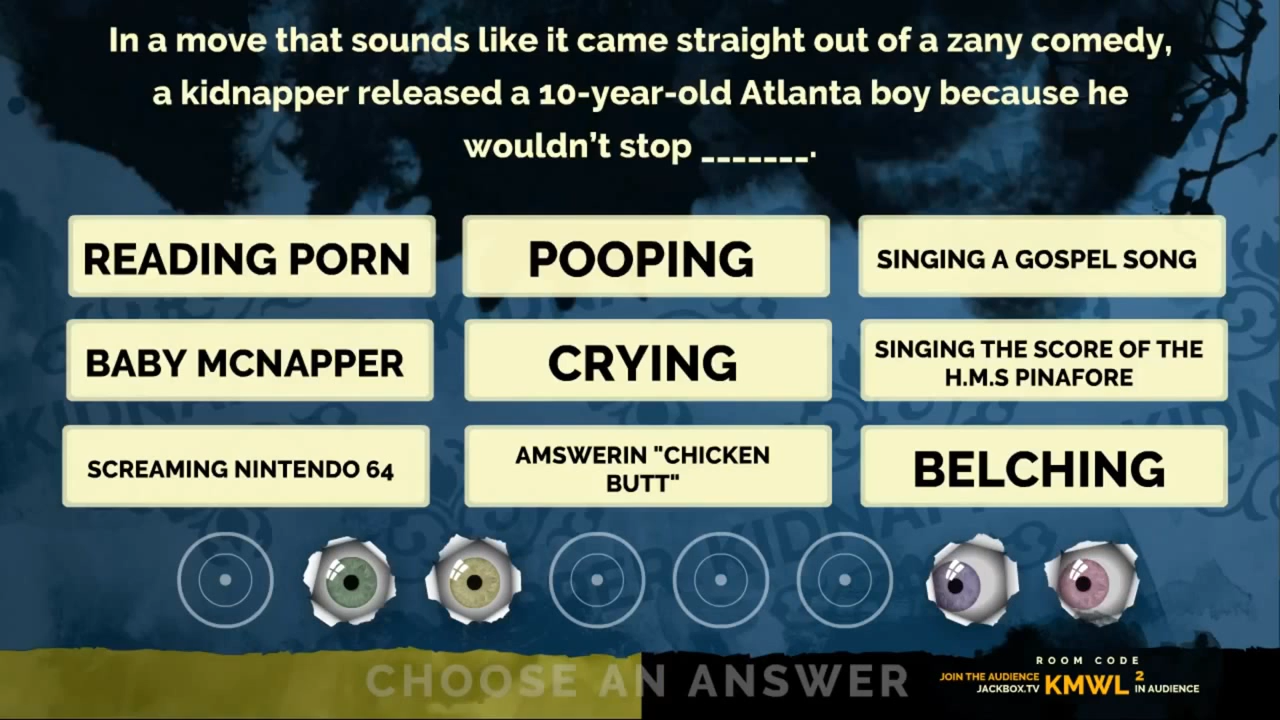 In a move that sounds like it came straight out of a zany comedy,
a kidnapper released a 10-year-old Atlanta boy because he
wouldn't stop _______.
READING PORN
POOPING
SINGING A GOSPEL SONG
BABY MCNAPPER
CRYING
SINGING THE SCORE OF THE
H.M.S PINAFORE
SCREAMING NINTENDO 64
AMSWERIN "CHICKEN
BUTT"
BELCHING
CHOOSE AN ANSWER
ROOM CODE
JOIN THE AUDIENCE
JACKBOX.TV
KMWL
2
IN AUDIENCE